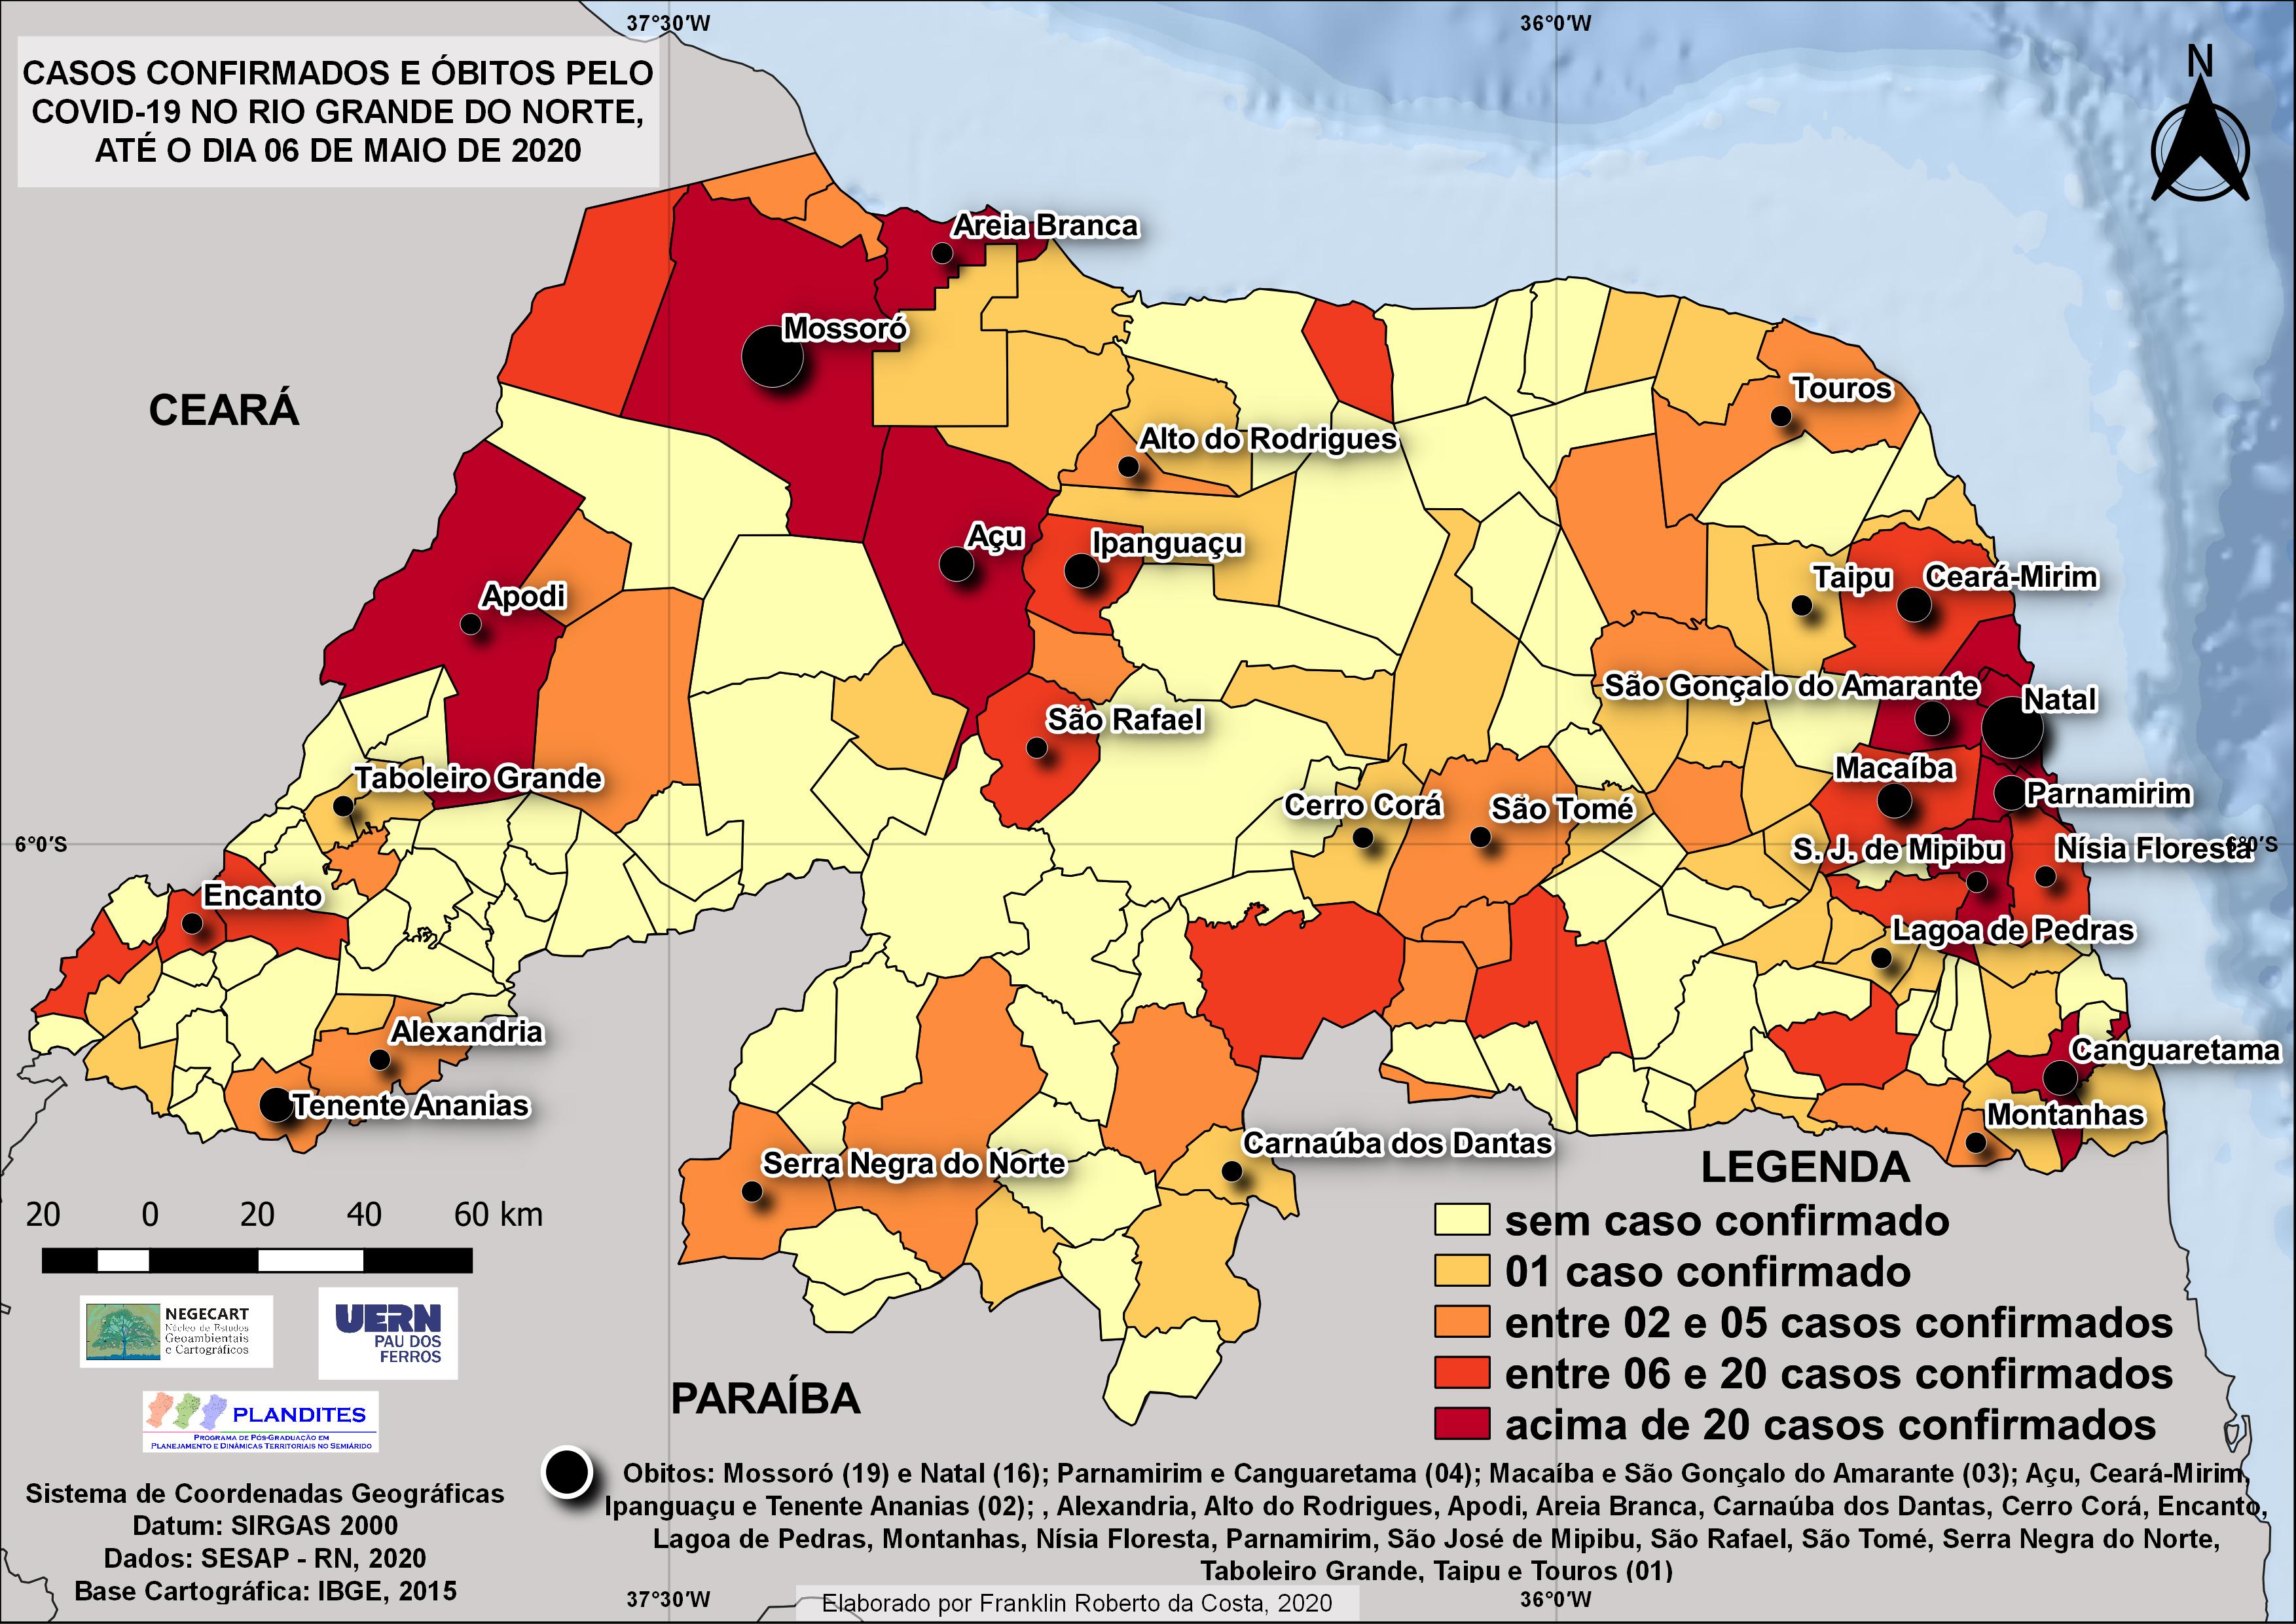 37°30'W
36°0'W
CASOS CONFIRMADOS E ÓBITOS PELO
COVID-19 NO RIO GRANDE DO NORTE,
ATÉ O DIA 06 DE MAIO DE 2020
N
Areia Branca
Mossoró
CEARÁ
Touros
Alto do Rodrigues
Açu
Ipanguaçu
Taipu
Ceará-Mirim
Apodi
São Gonçalo do Amarante
Natal
São Rafael
Macaíba
Taboleiro Grande
Parnamirim
Cerro Corá
São Tomé
6°0'S
S. J. de Mipibu
Nísia Floresta
6°0'S
Encanto
Lagoa de Pedras
Alexandria
Canguaretama
Tenente Ananias
Montanhas
Carnaúba dos Dantas
Serra Negra do Norte
LEGENDA
sem caso confirmado
01 caso confirmado
entre 02 e 05 casos confirmados
entre 06 e 20 casos confirmados
acima de 20 casos confirmados
20 0 20 40 60 km
NEGECART
Núcleo de Estudos
Geoambientais
e Cartográficos
UERN
PAU DOS
FERROS
PLANDITES
PROGRAMA DE PÓS-GRADUAÇÃO EM
PLANEJAMENTO E DINÂMICAS TERRITORIAIS NO SEMIÁRIDO
PARAÍBA
Obitos: Mossoró (19) e Natal (16); Parnamirim e Canguaretama (04); Macaíba e São Gonçalo do Amarante (03); Açu, Ceará-Mirim,
Ipanguaçu e Tenente Ananias (02); , Alexandria, Alto do Rodrigues, Apodi, Areia Branca, Carnaúba dos Dantas, Cerro Corá, Encanto,
Lagoa de Pedras, Montanhas, Nísia Floresta, Parnamirim, São José de Mipibu, São Rafael, São Tomé, Serra Negra do Norte,
Taboleiro Grande, Taipu e Touros (01)
Sistema de Coordenadas Geográficas
Datum: SIRGAS 2000
Dados: SESAP - RN, 2020
Base Cartográfica: IBGE, 2015
37°30'W
36°0'W
Elaborado por Franklin Roberto da Costa, 2020